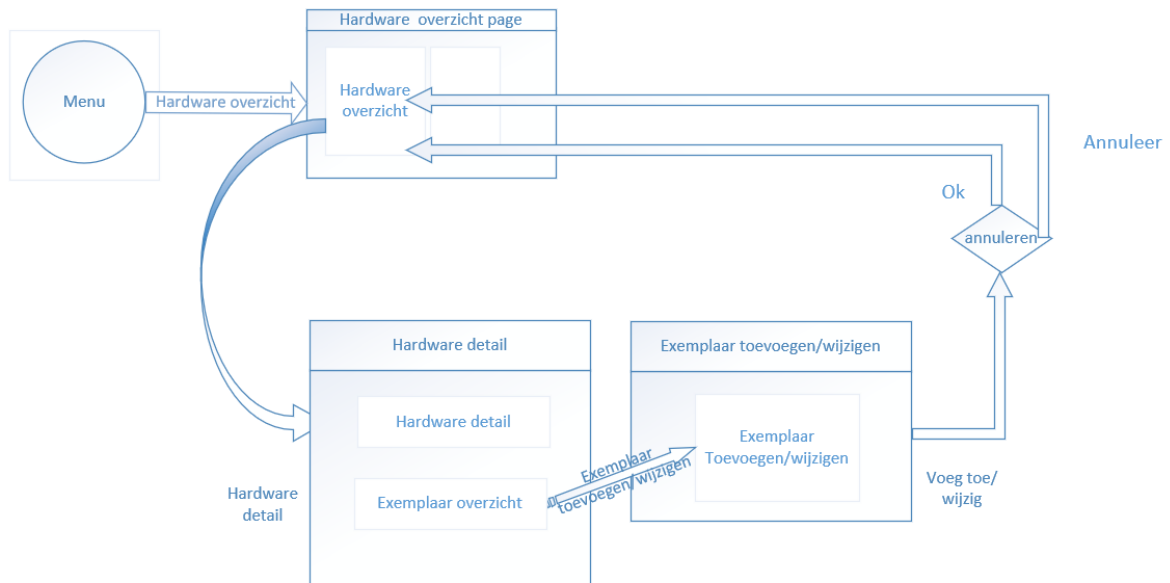 Hardware overzicht page
Menu
Hardware overzicht
Hardware
overzicht
Annuleer
Ok
annuleren
Hardware detail
Exemplaar toevoegen/wijzigen
Hardware detail
Exemplaar overzicht
Exemplaar
toevoegen/wijzigen
Exemplaar
Toevoegen/wijzigen
Hardware
detail
Voeg toe/
wijzig